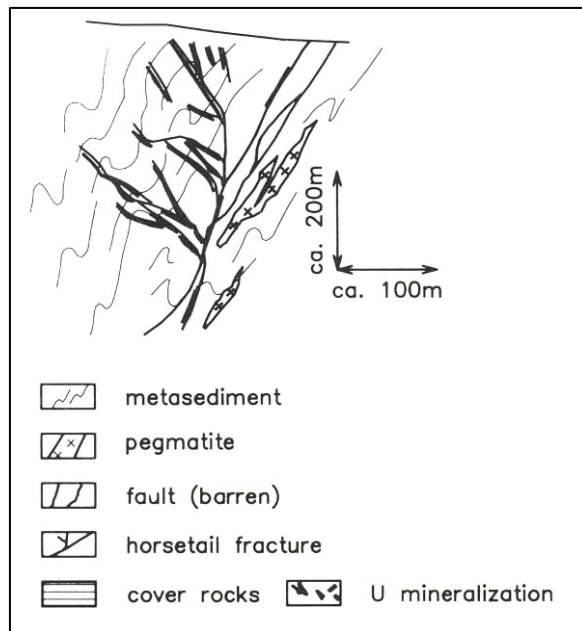 ca. 200m
ca. 100m
metasediment
pegmatite
fault (barren)
horsetail fracture
cover rocks U mineralization